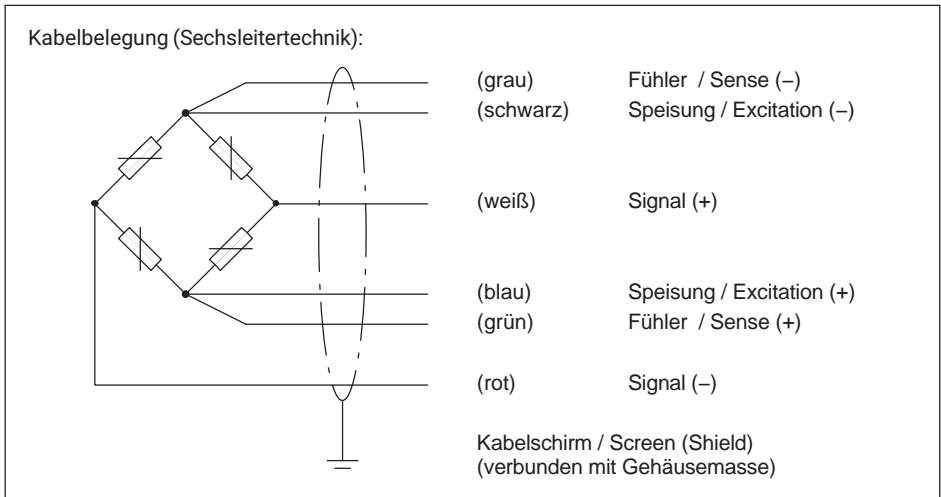 Kabelbelegung (Sechsleitertechnik):
(grau) Fühler / Sense (−)
(schwarz) Speisung / Excitation (−)
(weiß) Signal (+)
(blau) Speisung / Excitation (+)
(grün) Fühler / Sense (+)
(rot) Signal (−)
Kabelschirm / Screen (Shield)
(verbunden mit Gehäusemasse)